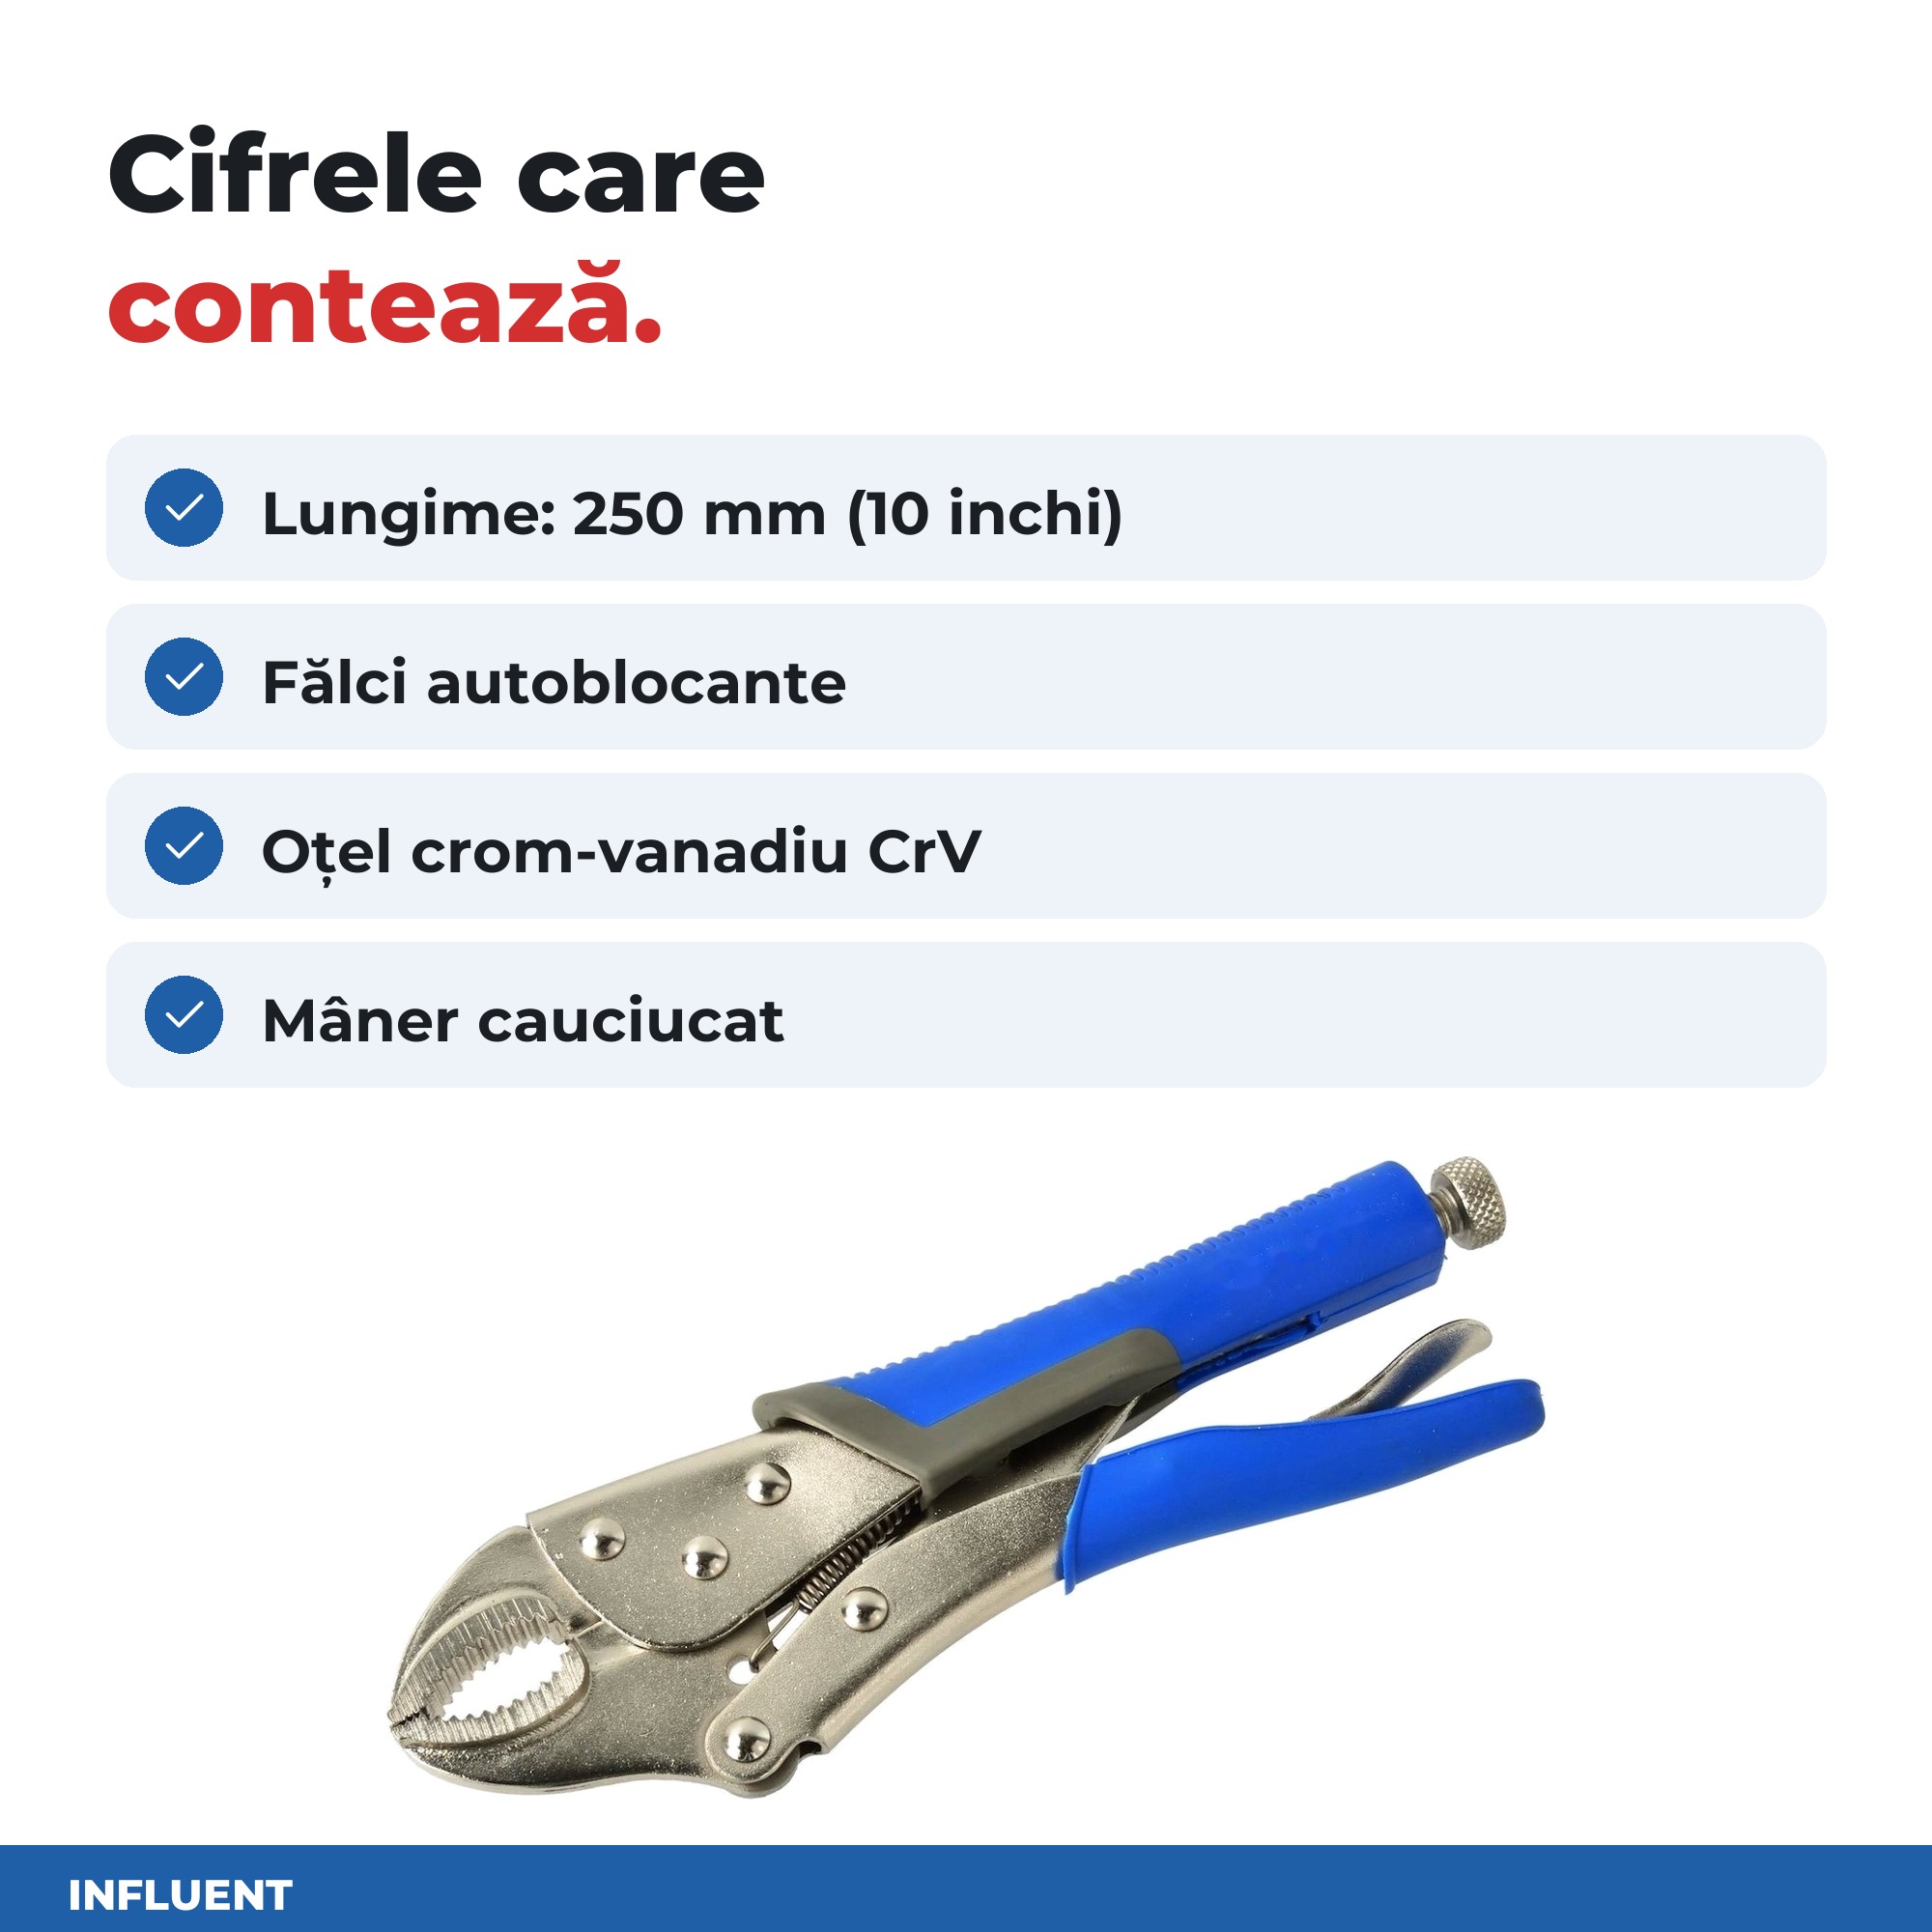 Cifrele care
contează.
Lungime: 250 mm (10 inchi)
Fălci autoblocante
Oțel crom-vanadiu CrV
Mâner cauciucat
INFLUENT